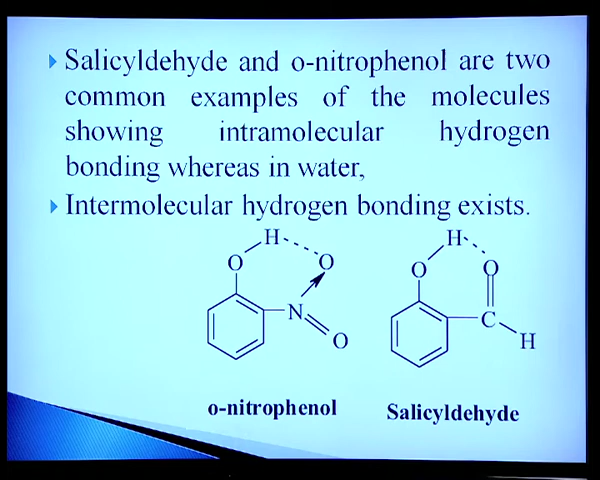 Salicyldehyde and o-nitrophenol are two
common examples of the molecules
showing intramolecular hydrogen
bonding whereas in water,
Intermolecular hydrogen bonding exists.
H O O N O
H O O C H
o-nitrophenol
Salicyldehyde